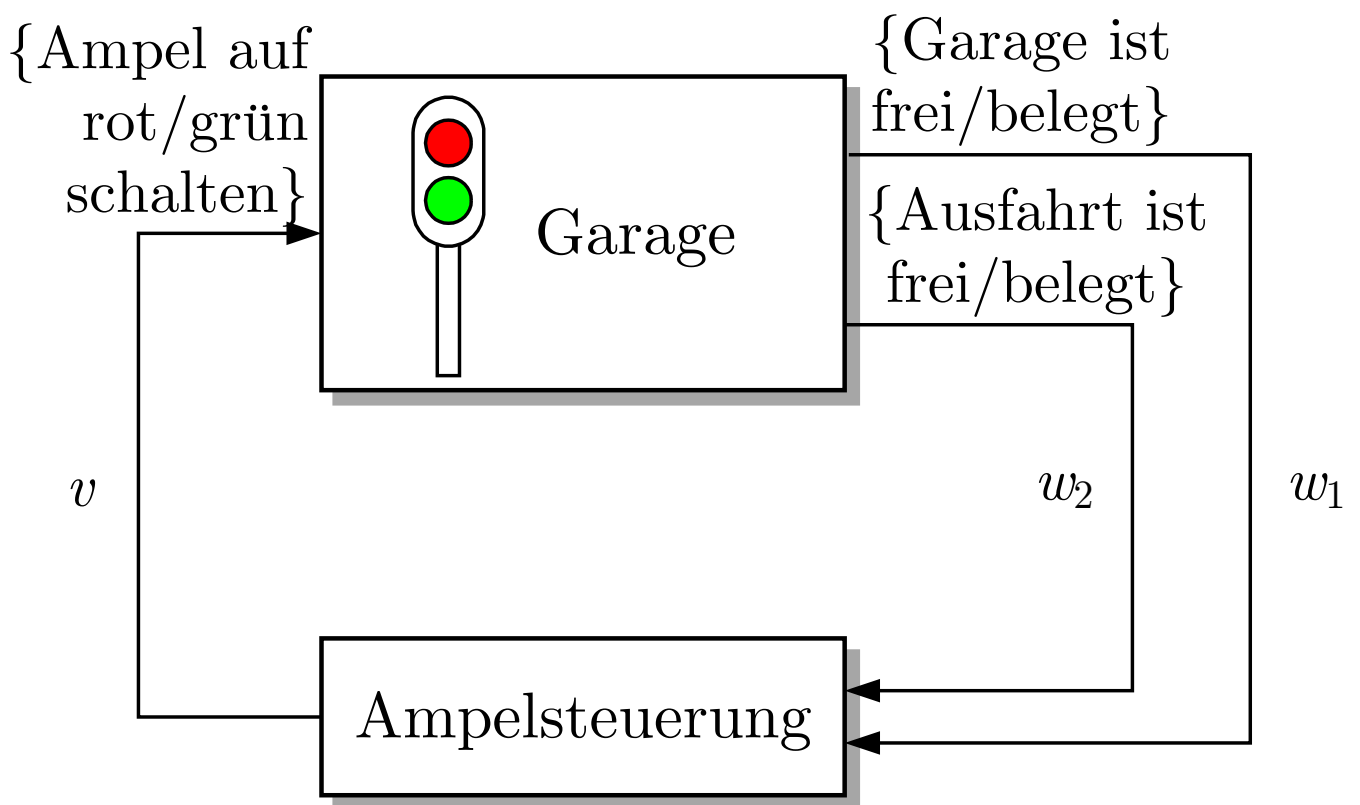 {Ampel auf
rot/grün
schalten}
{Garage ist
frei/belegt}
{Ausfahrt ist
frei/belegt}
Garage
v
w2
w1
Ampelsteuerung